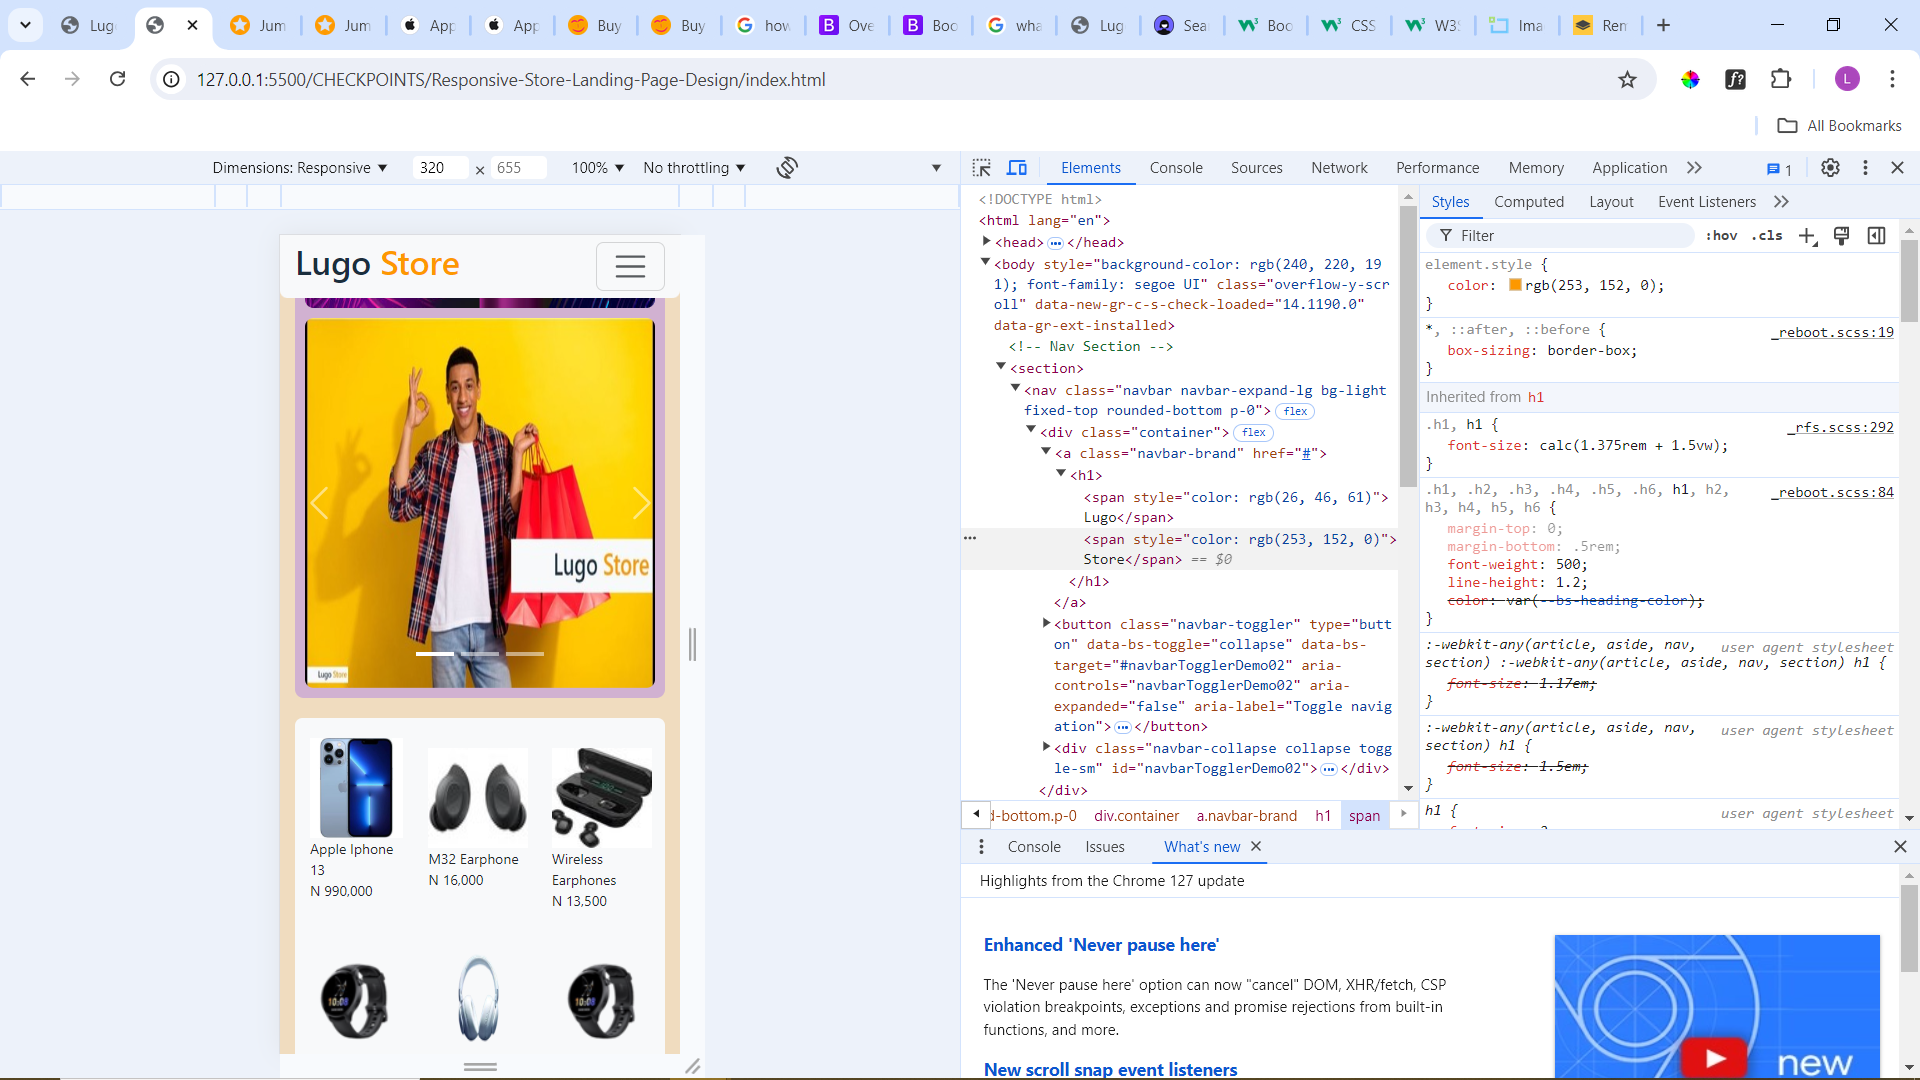 Lug
Jum
Jum
App
App
Buy
Buy
how
Ove
Boo
wha
Lug
Sea
Boo
CSS
W3S
Ima
Rem
127.0.0.1:5500/CHECKPOINTS/Responsive-Store-Landing-Page-Design/index.html
L
All Bookmarks
Dimensions: Responsive 320 × 655 100% No throttling
Elements Console Sources Network Performance Memory Application 1
Lugo Store
Lugo Store
Lugo Store
Apple Iphone
13
N 990,000
M32 Earphone
N 16,000
Wireless
Earphones
N 13,500
10:08
10:08
<!DOCTYPE html>
<html lang="en">
<head> </head>
<body style="background-color: rgb(240, 220, 19
1); font-family: segoe UI" class="overflow-y-scr
oll" data-new-gr-c-s-check-loaded="14.1190.0"
data-gr-ext-installed>
<!-- Nav Section -->
<section>
<nav class="navbar navbar-expand-lg bg-light
fixed-top rounded-bottom p-0"> flex
<div class="container"> flex
<a class="navbar-brand" href="#">
<h1>
<span style="color: rgb(26, 46, 61)">
Lugo</span>
<span style="color: rgb(253, 152, 0)">
Store</span> == $0
</h1>
</a>
<button class="navbar-toggler" type="butt
on" data-bs-toggle="collapse" data-bs-
target="#navbarTogglerDemo02" aria-
controls="navbarTogglerDemo02" aria-
expanded="false" aria-label="Toggle navig
ation"> </button>
<div class="navbar-collapse collapse togg
le-sm" id="navbarTogglerDemo02"> </div>
</div>
d-bottom.p-0 div.container a.navbar-brand h1 span
Styles Computed Layout Event Listeners
Filter :hov .cls
element.style {
color: rgb(253, 152, 0);
}
*, ::after, ::before { _reboot.scss:19
box-sizing: border-box;
}
Inherited from h1
.h1, h1 { _rfs.scss:292
font-size: calc(1.375rem + 1.5vw);
}
.h1, .h2, .h3, .h4, .h5, .h6, h1, h2, _reboot.scss:84
h3, h4, h5, h6 {
margin-top: 0;
margin-bottom: .5rem;
font-weight: 500;
line-height: 1.2;
color: var(--bs-heading-color);
}
:-webkit-any(article, aside, nav, user agent stylesheet
section) :-webkit-any(article, aside, nav, section) h1 {
font-size: 1.17em;
}
:-webkit-any(article, aside, nav, user agent stylesheet
section) h1 {
font-size: 1.5em;
}
h1 { user agent stylesheet
Console Issues What's new
Highlights from the Chrome 127 update
Enhanced 'Never pause here'
The 'Never pause here' option can now "cancel" DOM, XHR/fetch, CSP
violation breakpoints, exceptions and promise rejections from built-in
functions, and more.
New scroll snap event listeners
new